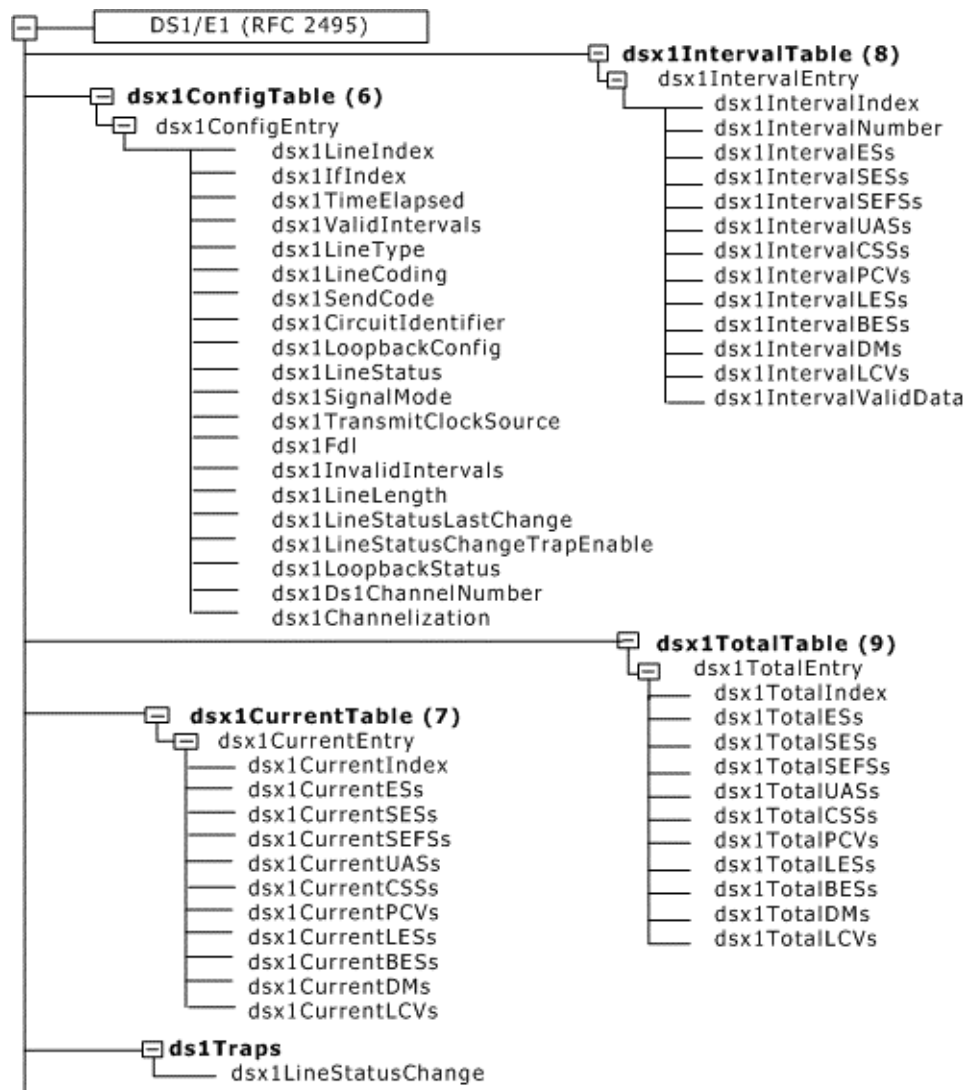 DS1/E1 (RFC 2495)
dsx1ConfigTable (6)
dsx1ConfigEntry
dsx1LineIndex
dsx1IfIndex
dsx1TimeElapsed
dsx1ValidIntervals
dsx1LineType
dsx1LineCoding
dsx1SendCode
dsx1CircuitIdentifier
dsx1LoopbackConfig
dsx1LineStatus
dsx1SignalMode
dsx1TransmitClockSource
dsx1Fdl
dsx1InvalidIntervals
dsx1LineLength
dsx1LineStatusLastChange
dsx1LineStatusChangeTrapEnable
dsx1LoopbackStatus
dsx1Ds1ChannelNumber
dsx1Channelization
dsx1CurrentTable (7)
dsx1CurrentEntry
dsx1CurrentIndex
dsx1CurrentESs
dsx1CurrentSESs
dsx1CurrentSEFSs
dsx1CurrentUASs
dsx1CurrentCSSs
dsx1CurrentPCVs
dsx1CurrentLESs
dsx1CurrentBESs
dsx1CurrentDMs
dsx1CurrentLCVs
ds1Traps
dsx1LineStatusChange
dsx1IntervalTable (8)
dsx1IntervalEntry
dsx1IntervalIndex
dsx1IntervalNumber
dsx1IntervalESs
dsx1IntervalSESs
dsx1IntervalSEFSs
dsx1IntervalUASs
dsx1IntervalCSSs
dsx1IntervalPCVs
dsx1IntervalLESs
dsx1IntervalBESs
dsx1IntervalDMs
dsx1IntervalLCVs
dsx1IntervalValidData
dsx1TotalTable (9)
dsx1TotalEntry
dsx1TotalIndex
dsx1TotalESs
dsx1TotalSESs
dsx1TotalSEFSs
dsx1TotalUASs
dsx1TotalCSSs
dsx1TotalPCVs
dsx1TotalLESs
dsx1TotalBESs
dsx1TotalDMs
dsx1TotalLCVs